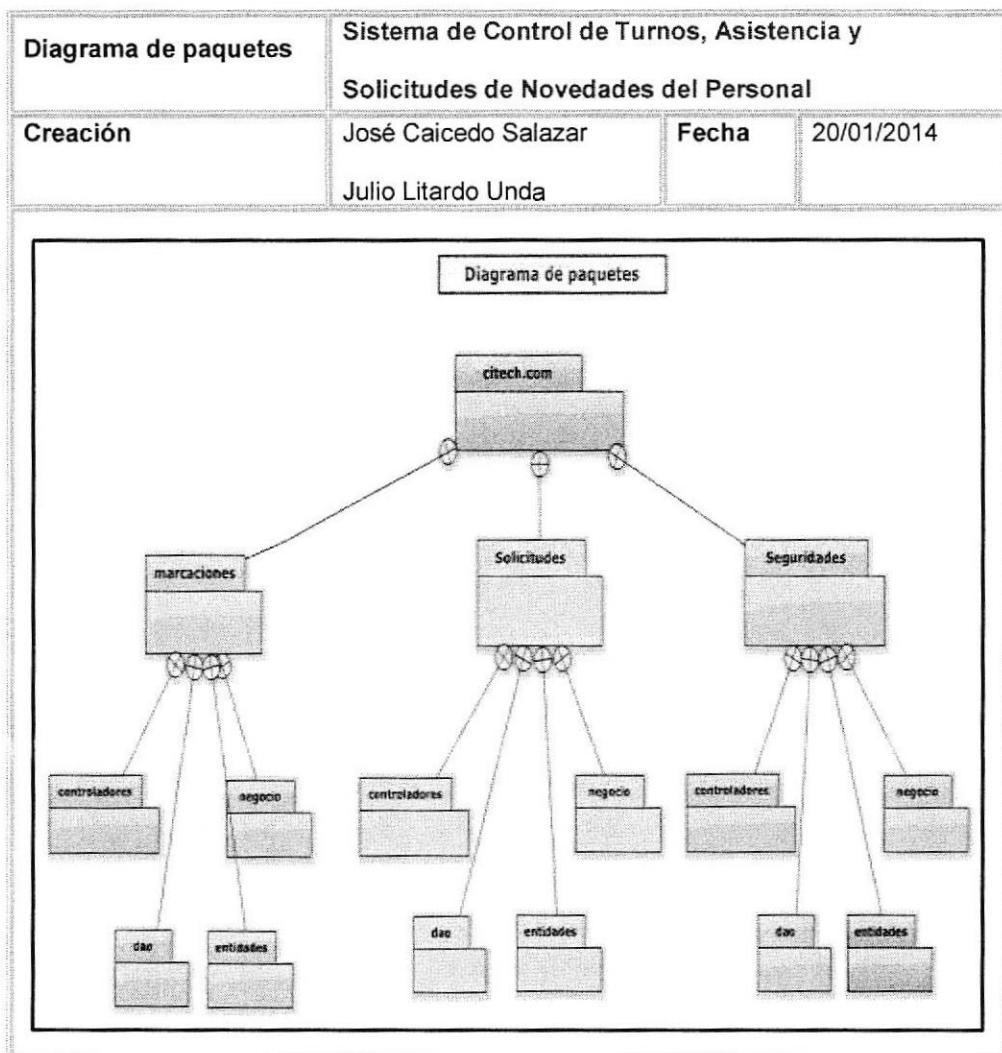 Diagrama de paquetes
Sistema de Control de Turnos, Asistencia y
Solicitudes de Novedades del Personal
Creación
José Caicedo Salazar
Julio Litardo Unda
Fecha
20/01/2014
Diagrama de paquetes
citech.com
marcaciones
Solicitudes
Seguridades
controladores
negocio
controladores
negocio
controladores
negocio
dao
entidades
dao
entidades
dao
entidades